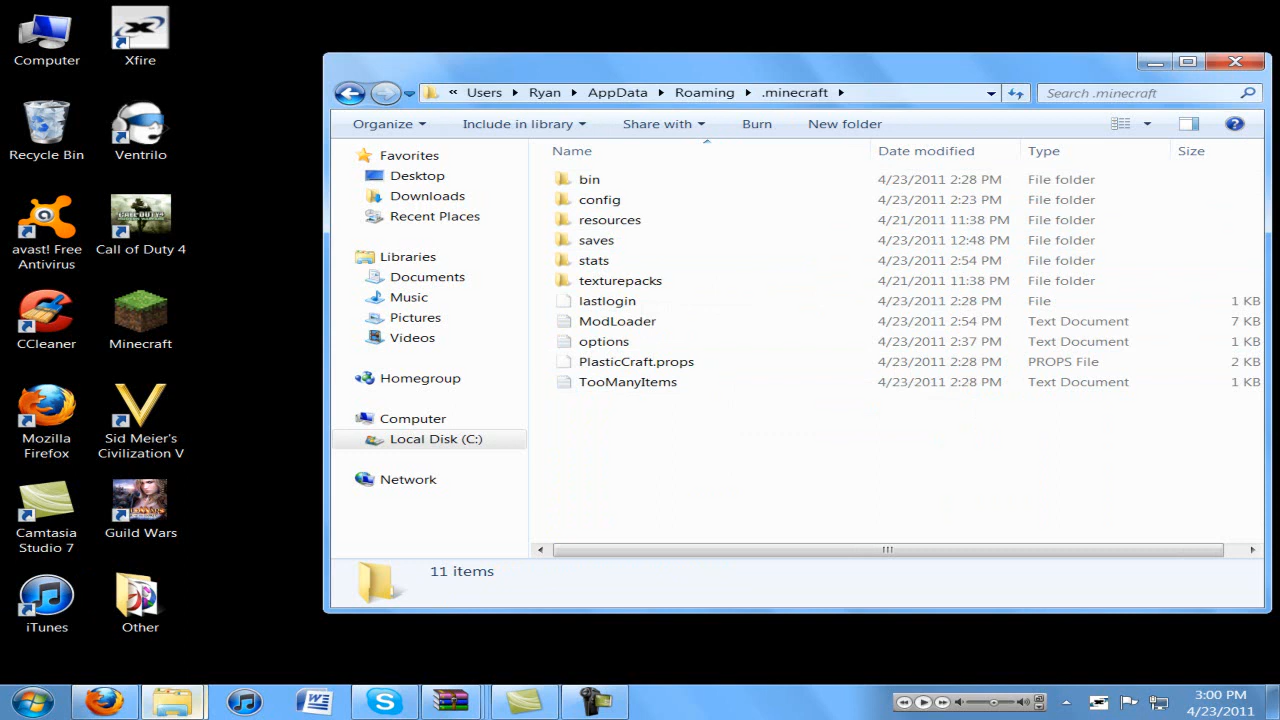 Computer
Xfire
Recycle Bin
Ventrilo
avast! Free
Antivirus
Call of Duty 4
CCleaner
Minecraft
Mozilla
Firefox
Sid Meier's
Civilization V
Camtasia
Studio 7
Guild Wars
iTunes
Other
« Users Ryan AppData Roaming .minecraft
Search .minecraft
Organize Include in library Share with Burn New folder
Favorites
Desktop
Downloads
Recent Places
Libraries
Documents
Music
Pictures
Videos
Homegroup
Computer
Local Disk (C:)
Network
Name Date modified Type Size
bin 4/23/2011 2:28 PM File folder
config 4/23/2011 2:23 PM File folder
resources 4/21/2011 11:38 PM File folder
saves 4/23/2011 12:48 PM File folder
stats 4/23/2011 2:54 PM File folder
texturepacks 4/21/2011 11:38 PM File folder
lastlogin 4/23/2011 2:28 PM File 1 KB
ModLoader 4/23/2011 2:54 PM Text Document 7 KB
options 4/23/2011 2:37 PM Text Document 1 KB
PlasticCraft.props 4/23/2011 2:28 PM PROPS File 2 KB
TooManyItems 4/23/2011 2:28 PM Text Document 1 KB
11 items
3:00 PM
4/23/2011